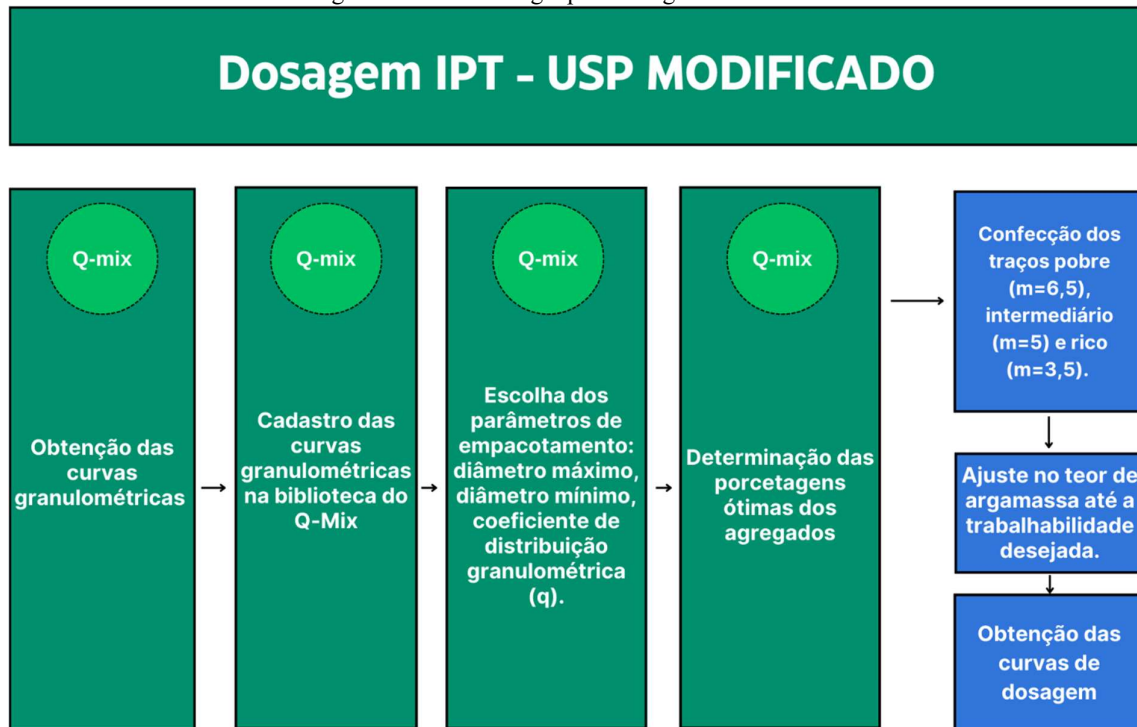 Dosagem IPT - USP MODIFICADO
Q-mix
Obtenção das
curvas
granulométricas
Q-mix
Cadastro das
curvas
granulométricas
na biblioteca do
Q-Mix
Q-mix
Escolha dos
parâmetros de
empacotamento:
diâmetro máximo,
diâmetro mínimo,
coeficiente de
distribuição
granulométrica
(q).
Q-mix
Determinação das
porcetagens
ótimas dos
agregados
Confecção dos
traços pobre
(m=6,5),
intermediário
(m=5) e rico
(m=3,5).
Ajuste no teor de
argamassa até a
trabalhabilidade
desejada.
Obtenção das
curvas de
dosagem